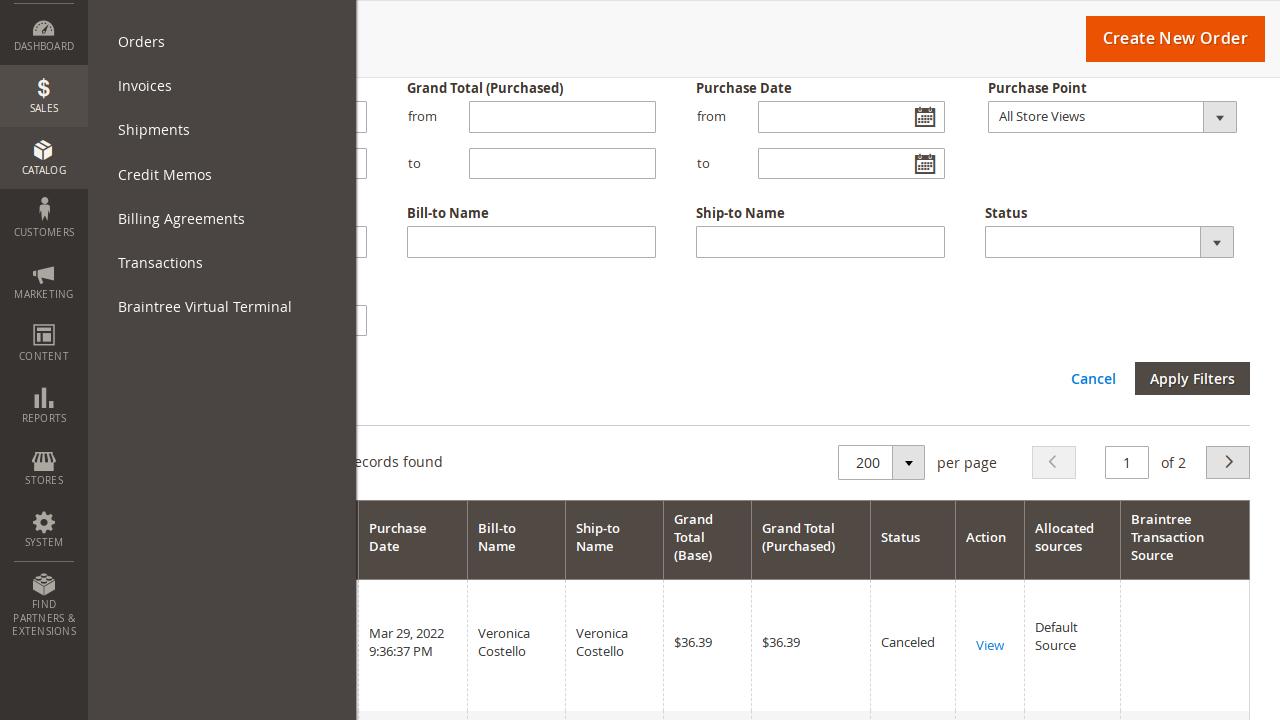 DASHBOARD
SALES
CATALOG
CUSTOMERS
MARKETING
CONTENT
REPORTS
STORES
SYSTEM
FIND
PARTNERS &
EXTENSIONS
Orders
Invoices
Shipments
Credit Memos
Billing Agreements
Transactions
Braintree Virtual Terminal
Create New Order
Grand Total (Purchased)
Purchase Date
Purchase Point
from
from
All Store Views
to
to
Bill-to Name
Ship-to Name
Status
Cancel
Apply Filters
ecords found
200
per page
1
of 2
Purchase
Date
Bill-to
Name
Ship-to
Name
Grand
Total
(Base)
Grand Total
(Purchased)
Status
Action
Allocated
sources
Braintree
Transaction
Source
Mar 29, 2022
9:36:37 PM
Veronica
Costello
Veronica
Costello
$36.39
$36.39
Canceled
View
Default
Source